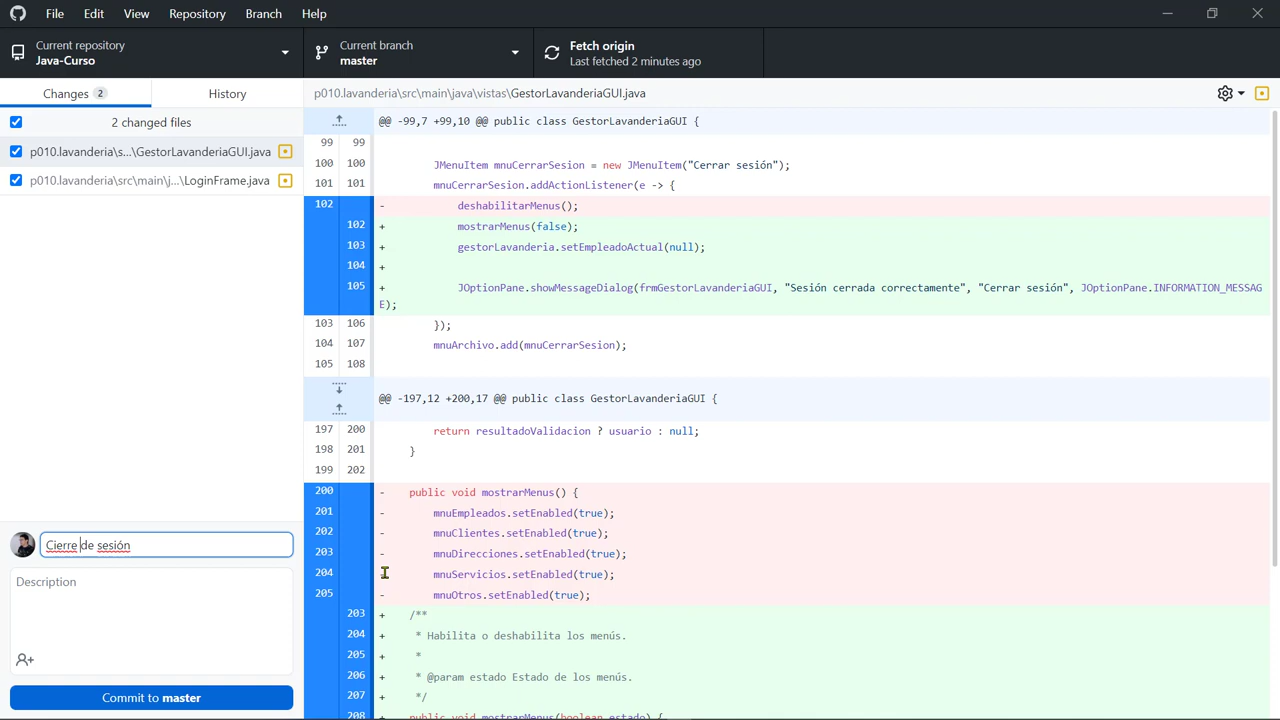 File Edit View Repository Branch Help
Current repository
Java-Curso
Current branch
master
Fetch origin
Last fetched 2 minutes ago
Changes 2
History
p010.lavanderia\src\main\java\vistas\GestorLavanderiaGUI.java
2 changed files
p010.lavanderia\s...\GestorLavanderiaGUI.java
p010.lavanderia\src\main\j...\LoginFrame.java
@@ -99,7 +99,10 @@ public class GestorLavanderiaGUI {
99 99
100 100 JMenuItem mnuCerrarSesion = new JMenuItem("Cerrar sesión");
101 101 mnuCerrarSesion.addActionListener(e -> {
102 - deshabilitarMenus();
102 + mostrarMenus(false);
103 + gestorLavanderia.setEmpleadoActual(null);
104 +
105 + JOptionPane.showMessageDialog(frmGestorLavanderiaGUI, "Sesión cerrada correctamente", "Cerrar sesión", JOptionPane.INFORMATION_MESSAG
E);
103 106 });
104 107 mnuArchivo.add(mnuCerrarSesion);
105 108
@@ -197,12 +200,17 @@ public class GestorLavanderiaGUI {
197 200 return resultadoValidacion ? usuario : null;
198 201 }
199 202
200 - public void mostrarMenus() {
201 - mnuEmpleados.setEnabled(true);
202 - mnuClientes.setEnabled(true);
203 - mnuDirecciones.setEnabled(true);
204 - mnuServicios.setEnabled(true);
205 - mnuOtros.setEnabled(true);
203 + /**
204 + * Habilita o deshabilita los menús.
205 + *
206 + * @param estado Estado de los menús.
207 + */
208 + public void mostrarMenus(boolean estado) {
Cierre de sesión
Description
Commit to master